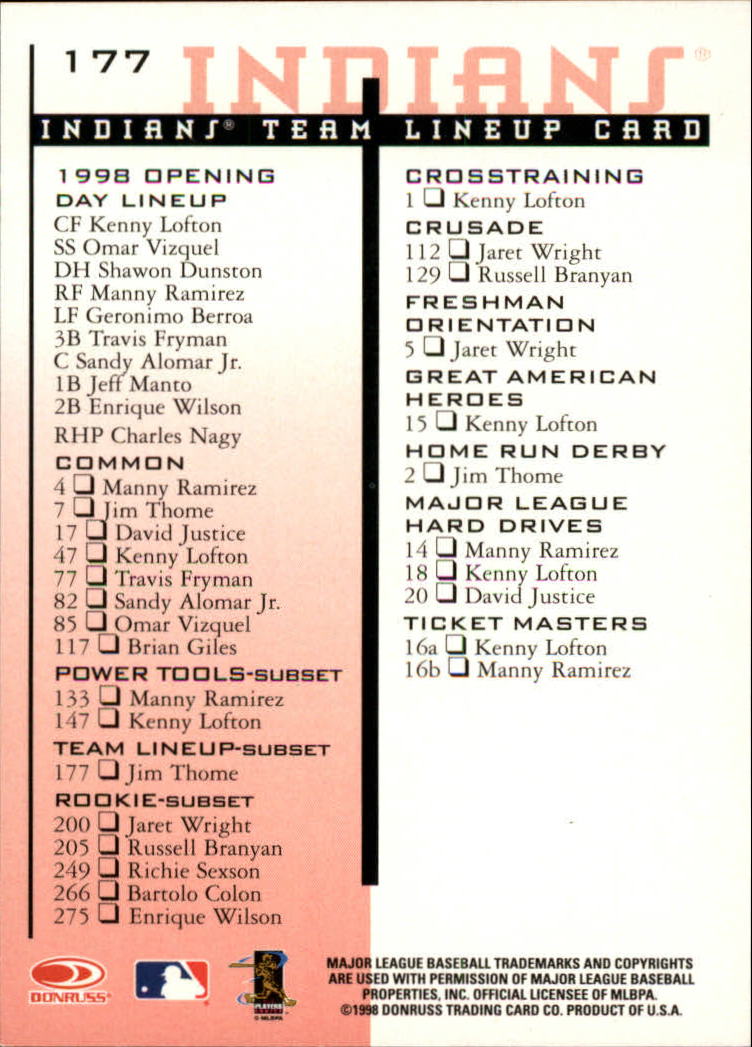 177
INDIANS®
INDIANS® TEAM LINEUP CARD
1998 OPENING
DAY LINEUP
CF Kenny Lofton
SS Omar Vizquel
DH Shawon Dunston
RF Manny Ramirez
LF Geronimo Berroa
3B Travis Fryman
C Sandy Alomar Jr.
1B Jeff Manto
2B Enrique Wilson
RHP Charles Nagy
COMMON
4 ❏ Manny Ramirez
7 ❏ Jim Thome
17 ❏ David Justice
47 ❏ Kenny Lofton
77 ❏ Travis Fryman
82 ❏ Sandy Alomar Jr.
85 ❏ Omar Vizquel
117 ❏ Brian Giles
POWER TOOLS-SUBSET
133 ❏ Manny Ramirez
147 ❏ Kenny Lofton
TEAM LINEUP-SUBSET
177 ❏ Jim Thome
ROOKIE-SUBSET
200 ❏ Jaret Wright
205 ❏ Russell Branyan
249 ❏ Richie Sexson
266 ❏ Bartolo Colon
275 ❏ Enrique Wilson
CROSSTRAINING
1 ❏ Kenny Lofton
CRUSADE
112 ❏ Jaret Wright
129 ❏ Russell Branyan
FRESHMAN
ORIENTATION
5 ❏ Jaret Wright
GREAT AMERICAN
HEROES
15 ❏ Kenny Lofton
HOME RUN DERBY
2 ❏ Jim Thome
MAJOR LEAGUE
HARD DRIVES
14 ❏ Manny Ramirez
18 ❏ Kenny Lofton
20 ❏ David Justice
TICKET MASTERS
16a ❏ Kenny Lofton
16b ❏ Manny Ramirez
DONRUSS
PLAYERS
CHOICE
© MLBPA
MAJOR LEAGUE BASEBALL TRADEMARKS AND COPYRIGHTS
ARE USED WITH PERMISSION OF MAJOR LEAGUE BASEBALL
PROPERTIES, INC. OFFICIAL LICENSEE OF MLBPA.
©1998 DONRUSS TRADING CARD CO. PRODUCT OF U.S.A.